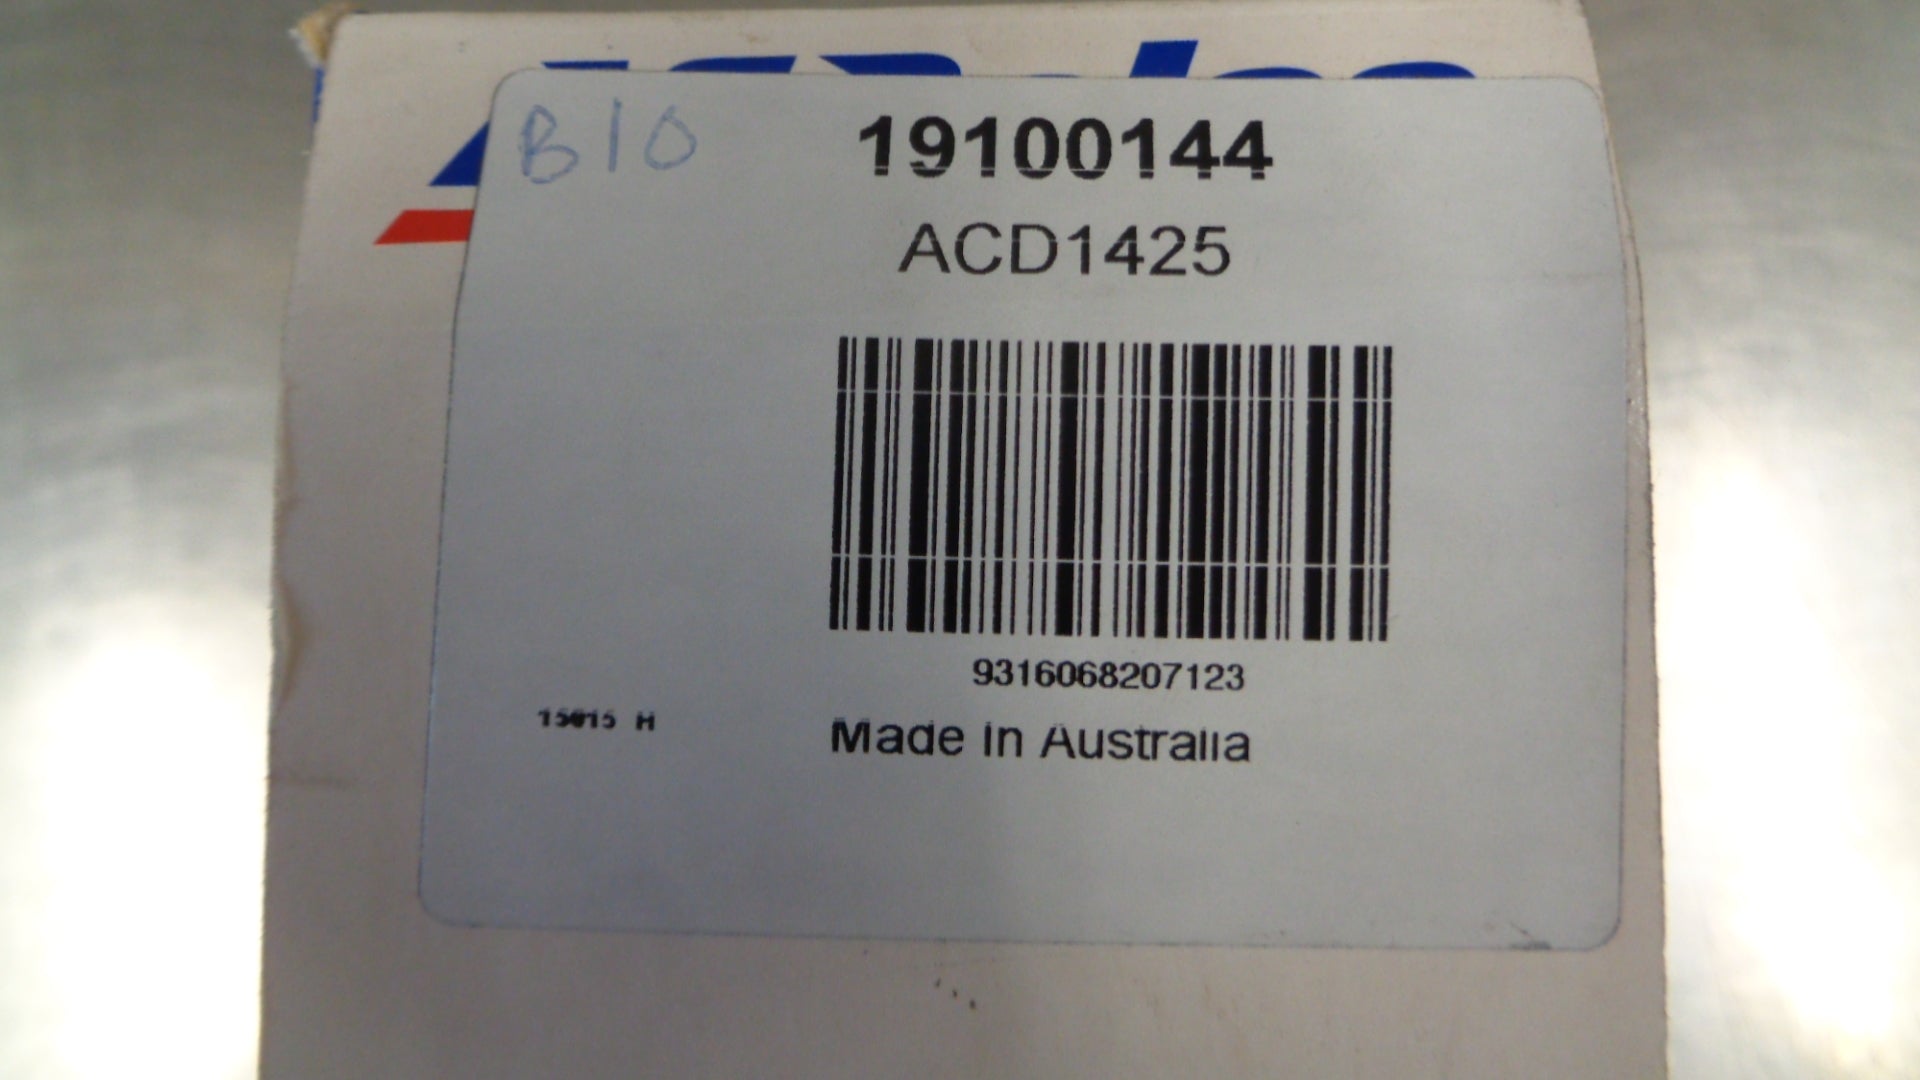 B10
19100144
ACD1425
9316068207123
15015 H
Made in Australia